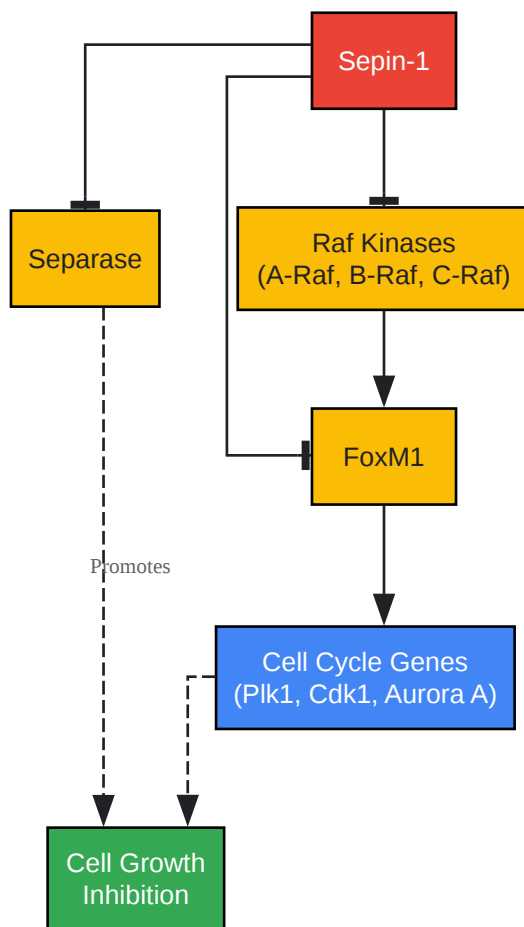 Sepin-1
Separase
Raf Kinases
(A-Raf, B-Raf, C-Raf)
FoxM1
Promotes
Cell Cycle Genes
(Plk1, Cdk1, Aurora A)
Cell Growth
Inhibition